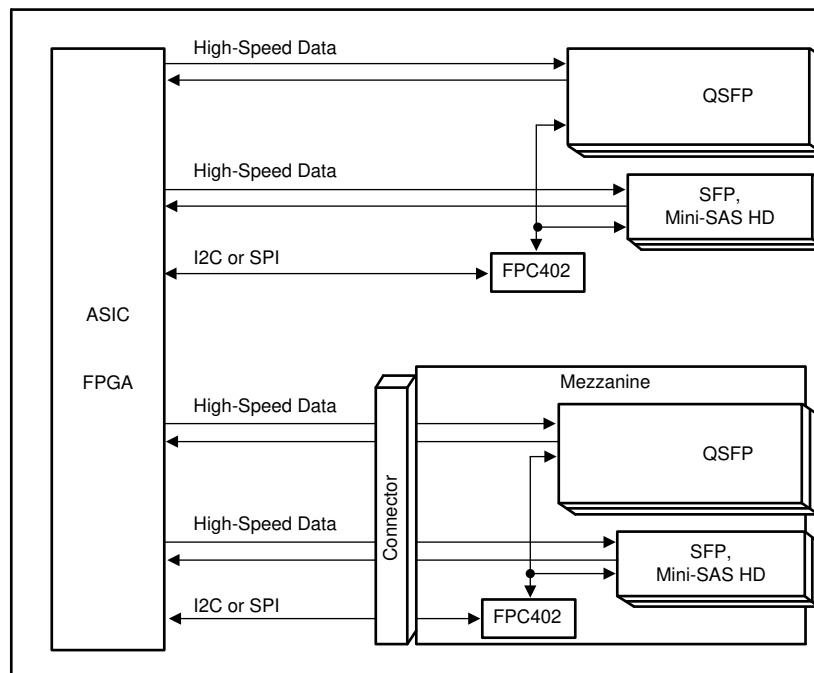 High-Speed Data
QSFP
High-Speed Data
SFP,
Mini-SAS HD
I2C or SPI
FPC402
ASIC
FPGA
Mezzanine
High-Speed Data
QSFP
Connector
High-Speed Data
SFP,
Mini-SAS HD
I2C or SPI
FPC402